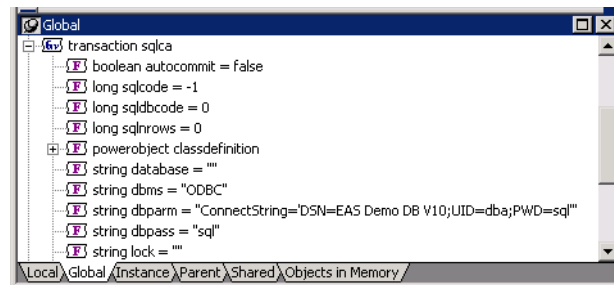 Global
Gv transaction sqlca
F boolean autocommit = false
F long sqlcode = -1
F long sqldbcode = 0
F long sqlnrows = 0
F powerobject classdefinition
F string database = ""
F string dbms = "ODBC"
F string dbparm = "ConnectString='DSN=EAS Demo DB V10;UID=dba;PWD=sql'"
F string dbpass = "sql"
F string lock = ""
Local Global Instance Parent Shared Objects in Memory